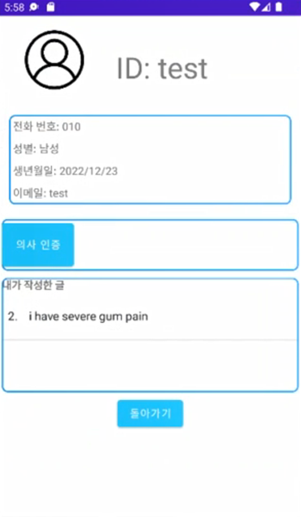 5:58
ID: test
전화 번호: 010
성별: 남성
생년월일: 2022/12/23
이메일: test
의사 인증
내가 작성한 글
2. i have severe gum pain
돌아가기